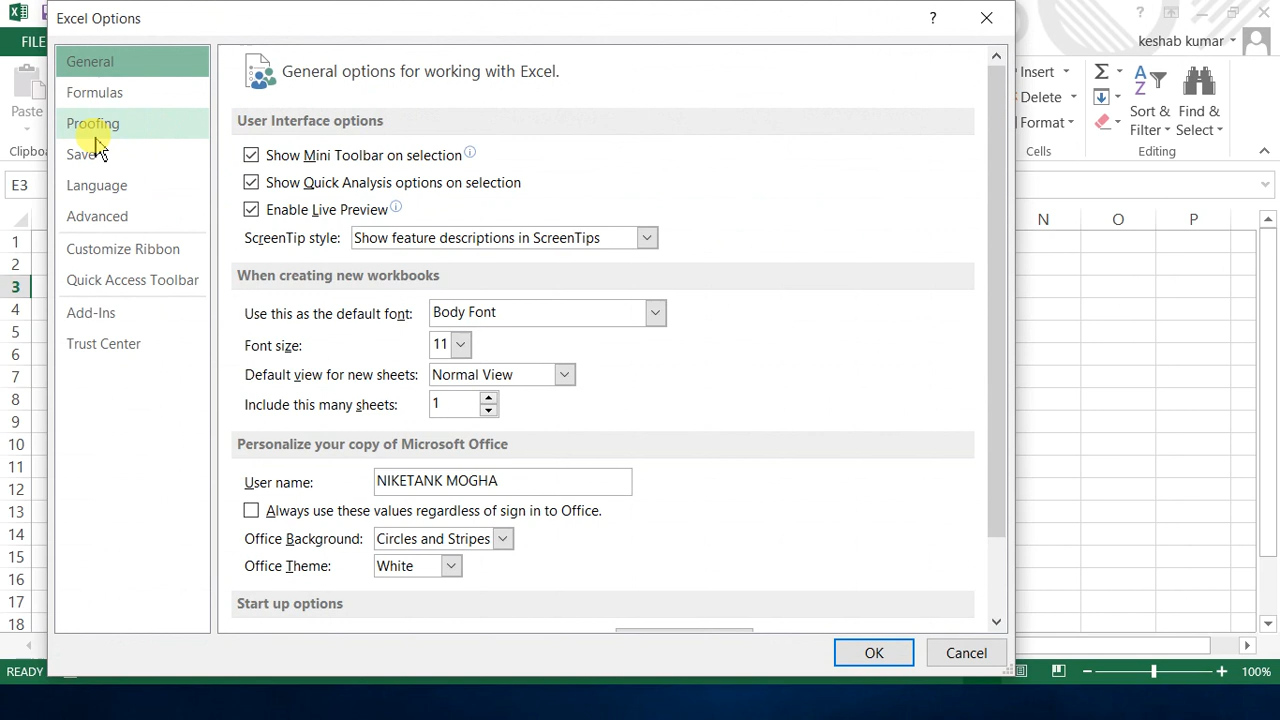 Excel Options ?
FILE
keshab kumar
General
Formulas
Proofing
Save
Language
Advanced
Customize Ribbon
Quick Access Toolbar
Add-Ins
Trust Center
General options for working with Excel.
User Interface options
Show Mini Toolbar on selection
Show Quick Analysis options on selection
Enable Live Preview
ScreenTip style: Show feature descriptions in ScreenTips
When creating new workbooks
Use this as the default font: Body Font
Font size: 11
Default view for new sheets: Normal View
Include this many sheets: 1
Personalize your copy of Microsoft Office
User name: NIKETANK MOGHA
Always use these values regardless of sign in to Office.
Office Background: Circles and Stripes
Office Theme: White
Start up options
OK Cancel
Paste
E3
Insert
Delete
Format
Cells
Σ
A
Z
Sort &
Filter
Find &
Select
Editing
N O P
1
2
3
4
5
6
7
8
9
10
11
12
13
14
15
16
17
18
READY
100%